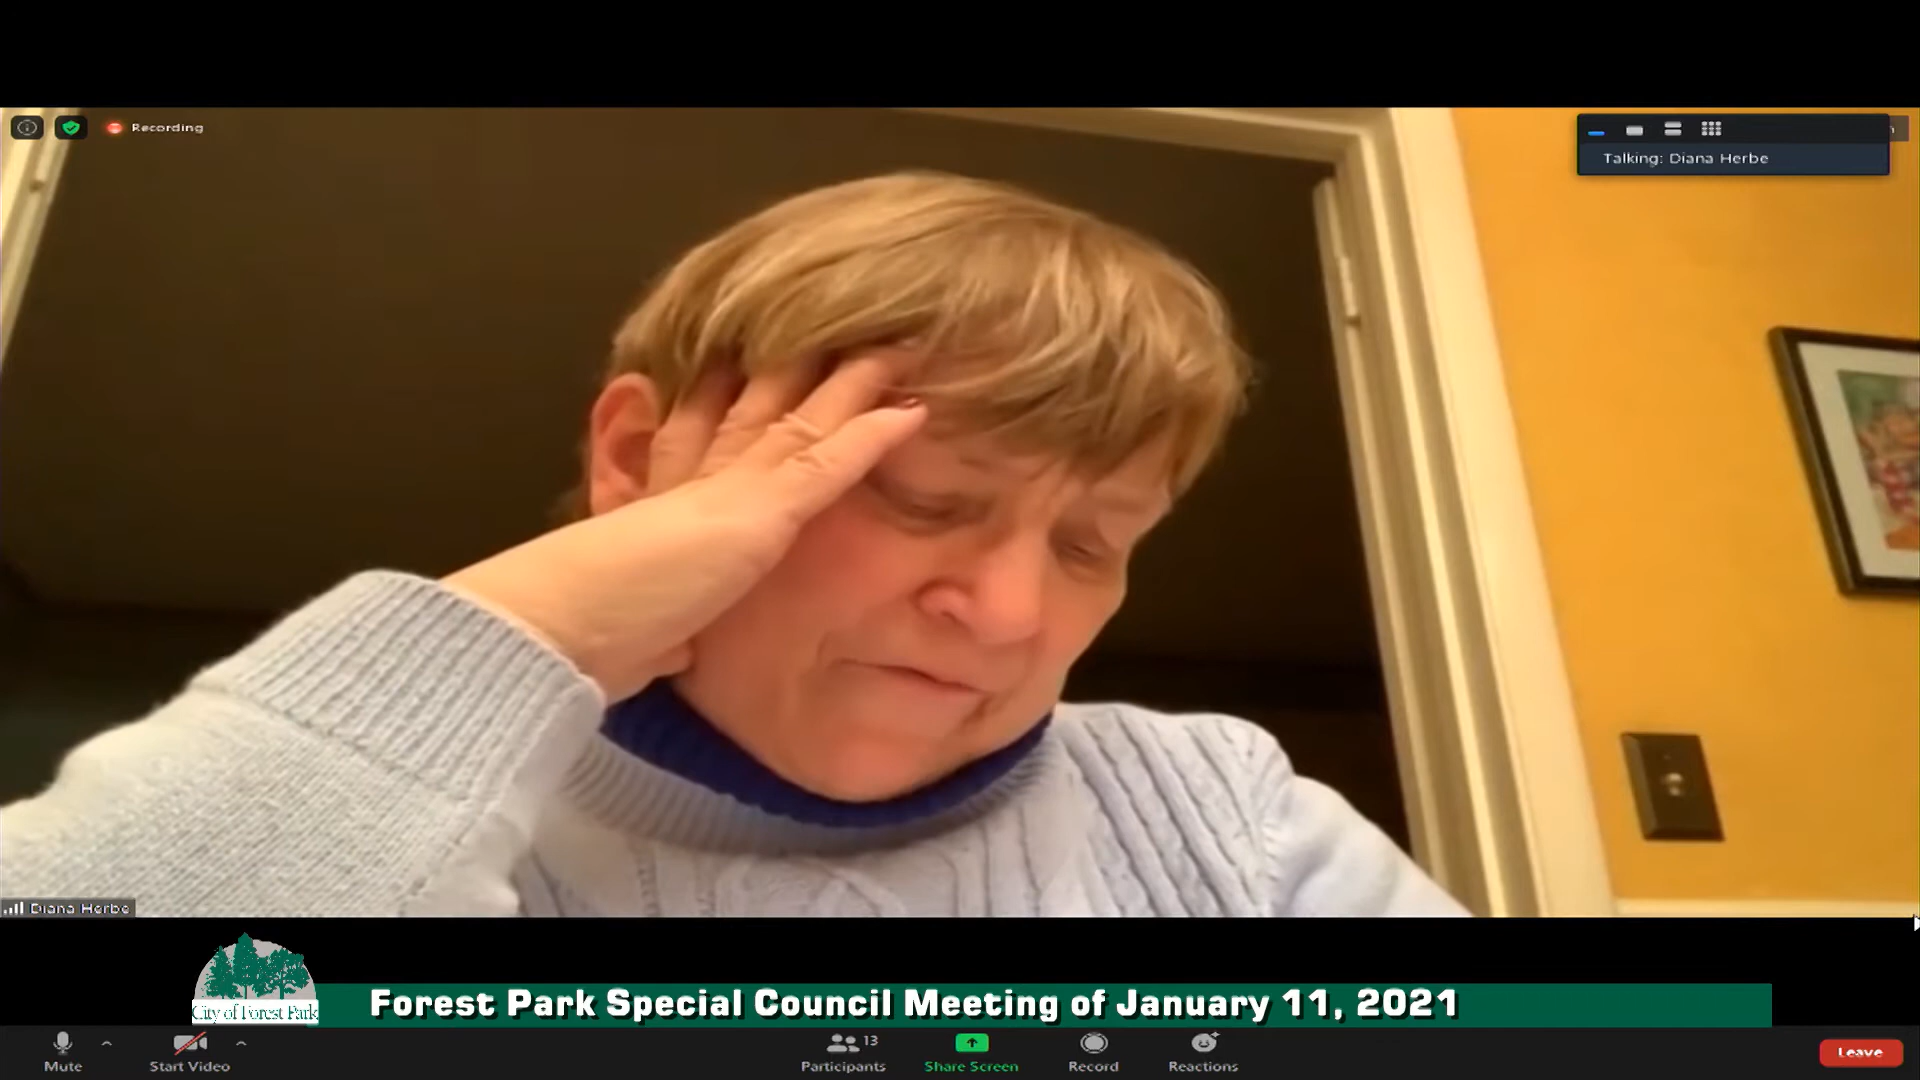 Recording
Talking: Diana Herbe
Diana Herbe
City of Forest Park
Forest Park Special Council Meeting of January 11, 2021
Mute
Start Video
Participants
13
Share Screen
Record
Reactions
Leave